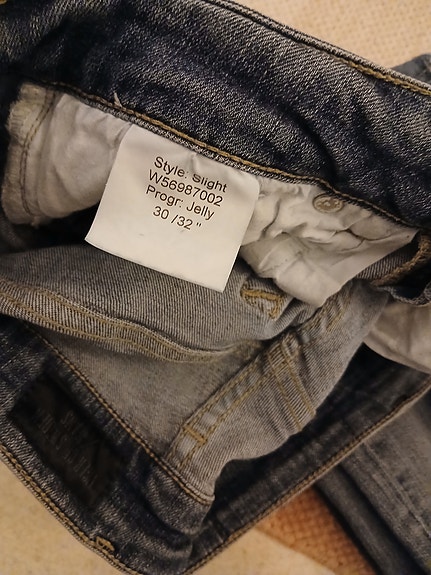 Style: Slight
W56987002
Progr: Jelly
30 /32 "